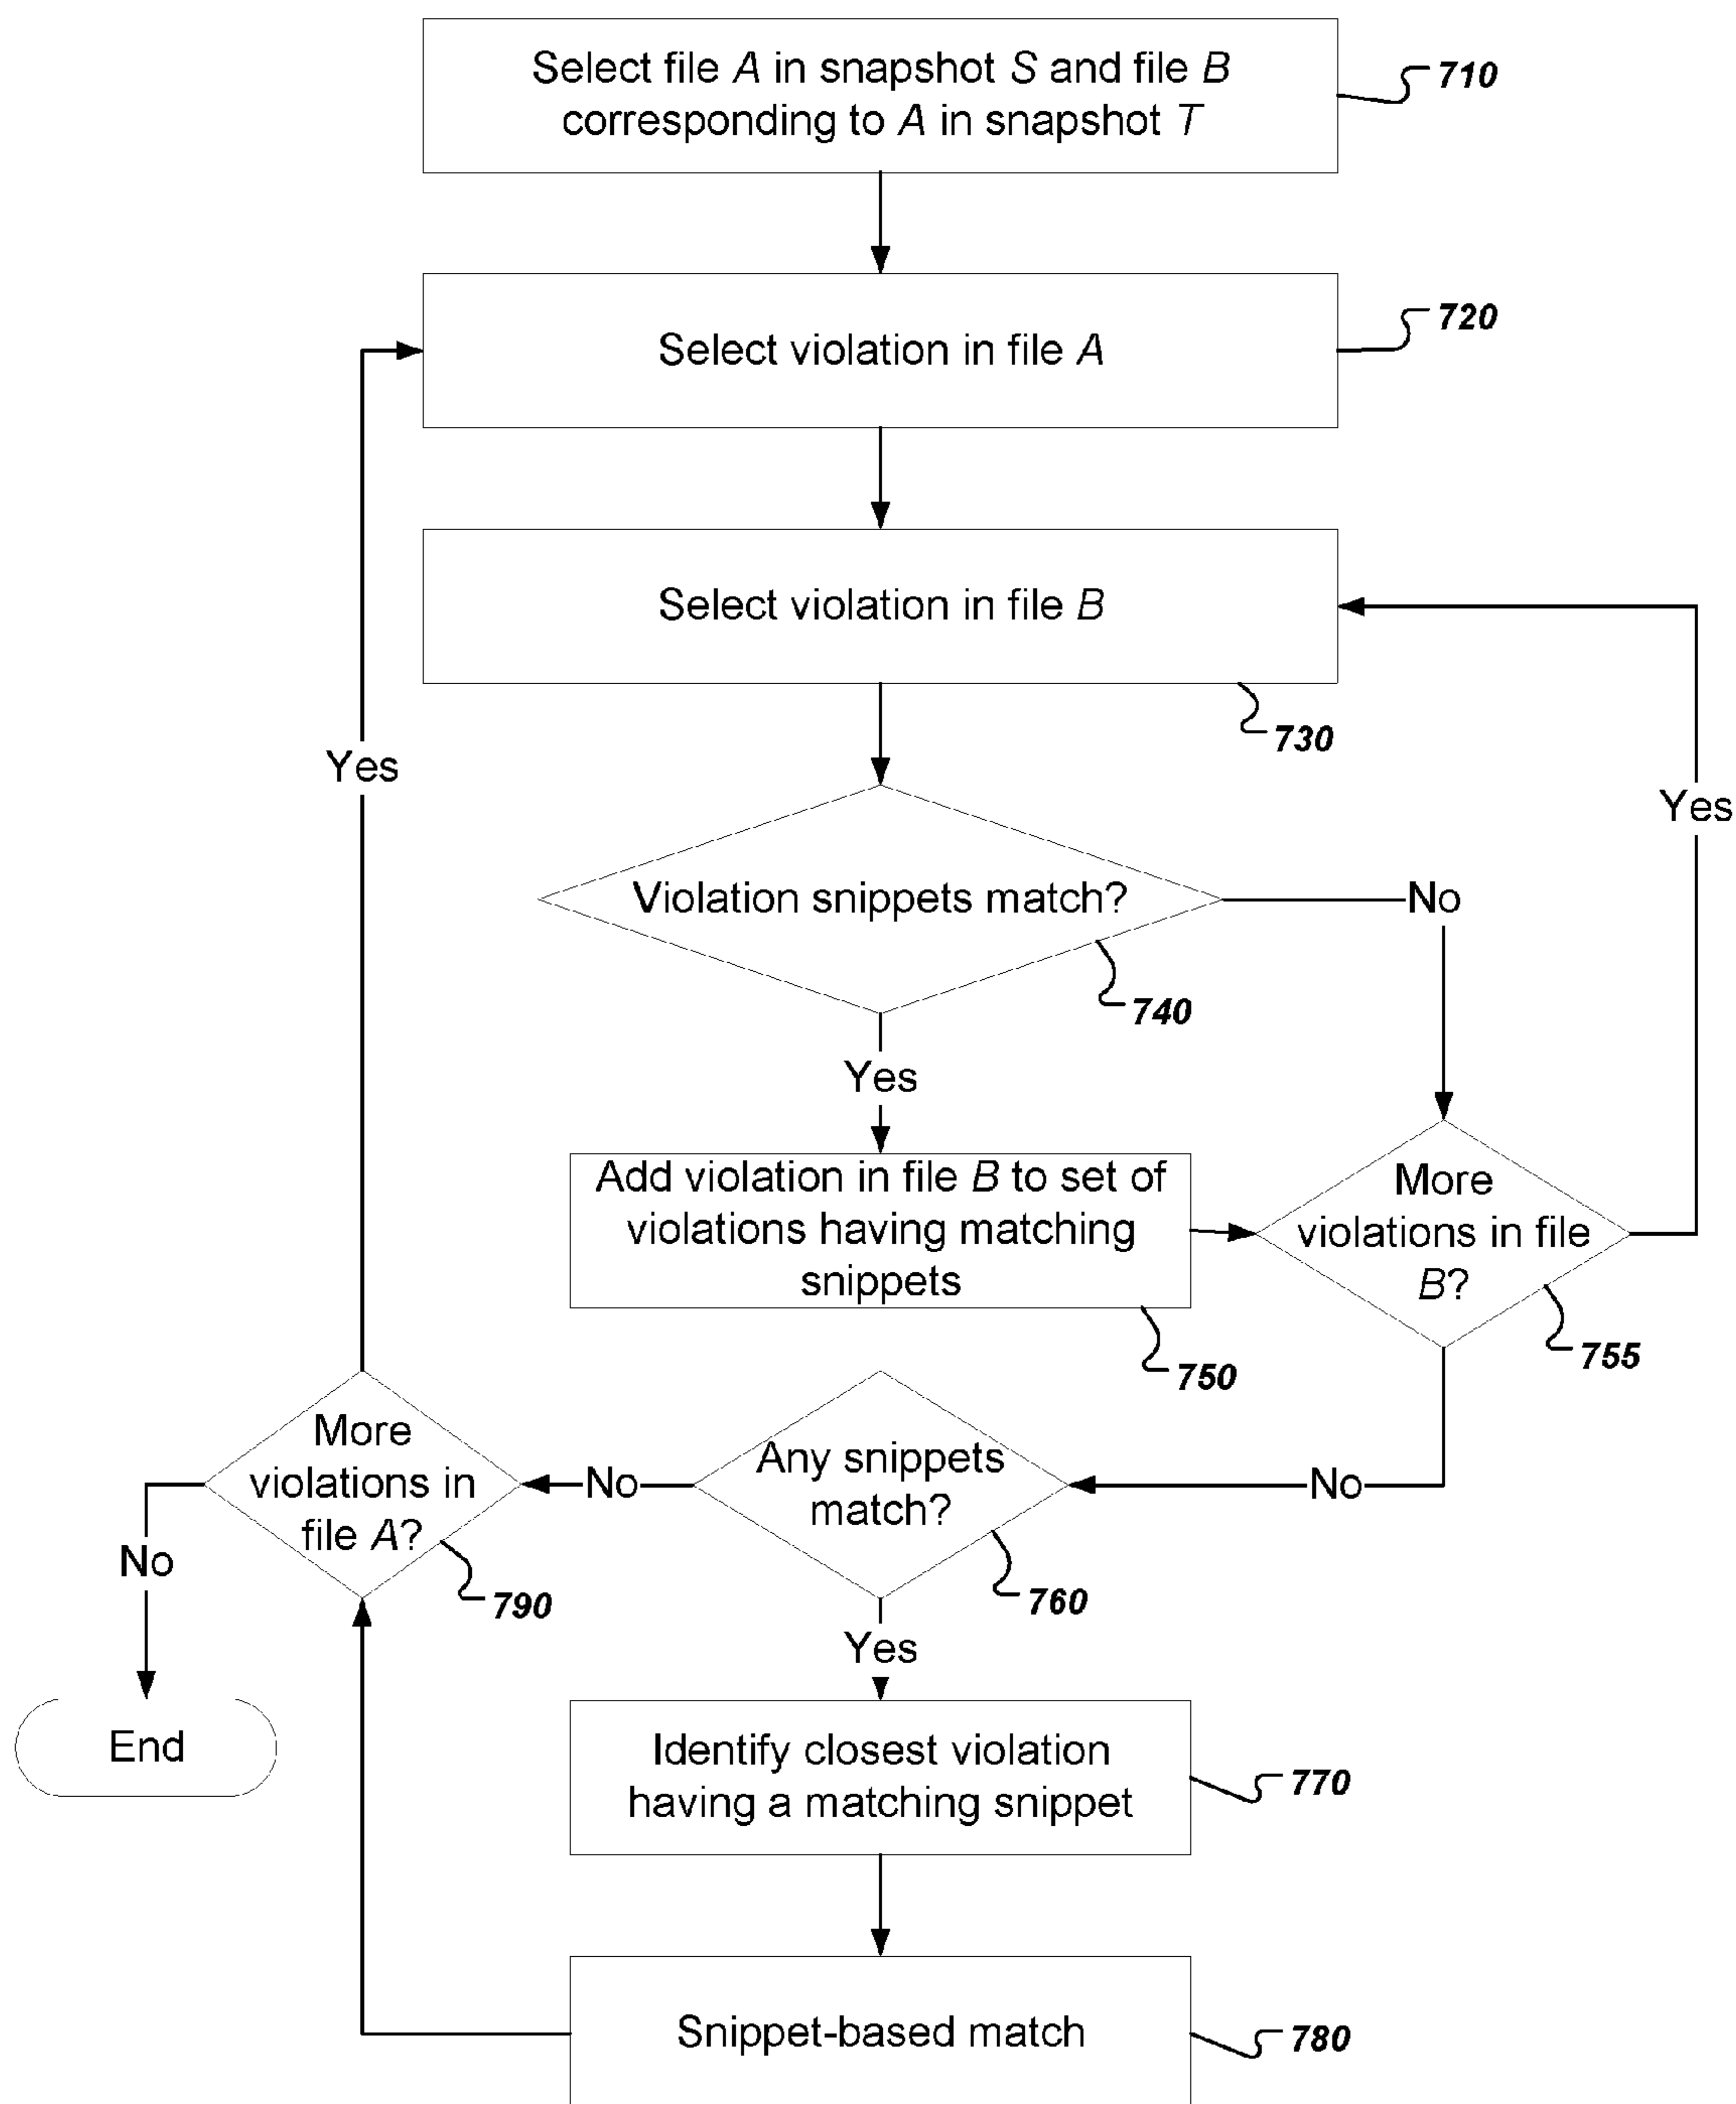 Select file A in snapshot S and file B
corresponding to A in snapshot T
710
Select violation in file A
720
Select violation in file B
730
Yes
Yes
Violation snippets match?
No
740
Yes
Add violation in file B to set of
violations having matching
snippets
750
More
violations in file
B?
755
More
violations in
file A?
790
No
Any snippets
match?
760
No
No
Yes
End
Identify closest violation
having a matching snippet
770
Snippet-based match
780